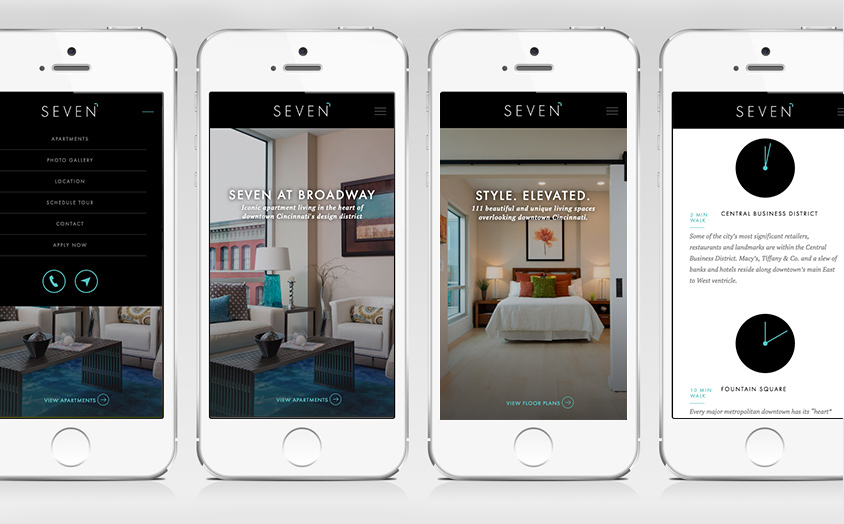 SEVEN
APARTMENTS
PHOTO GALLERY
LOCATION
SCHEDULE TOUR
CONTACT
APPLY NOW
VIEW APARTMENTS
SEVEN
SEVEN AT BROADWAY
Iconic apartment living in the heart of
downtown Cincinnati's design district
VIEW APARTMENTS
SEVEN
STYLE. ELEVATED.
111 beautiful and unique living spaces
overlooking downtown Cincinnati.
VIEW FLOOR PLANS
SEVEN
2 MIN
WALK
CENTRAL BUSINESS DISTRICT
Some of the city's most significant retailers,
restaurants and landmarks are within the Central
Business District. Macy's, Tiffany & Co. and a slew of
banks and hotels reside along downtown's main East
to West ventricle.
10 MIN
WALK
FOUNTAIN SQUARE
Every major metropolitan downtown has its "heart"